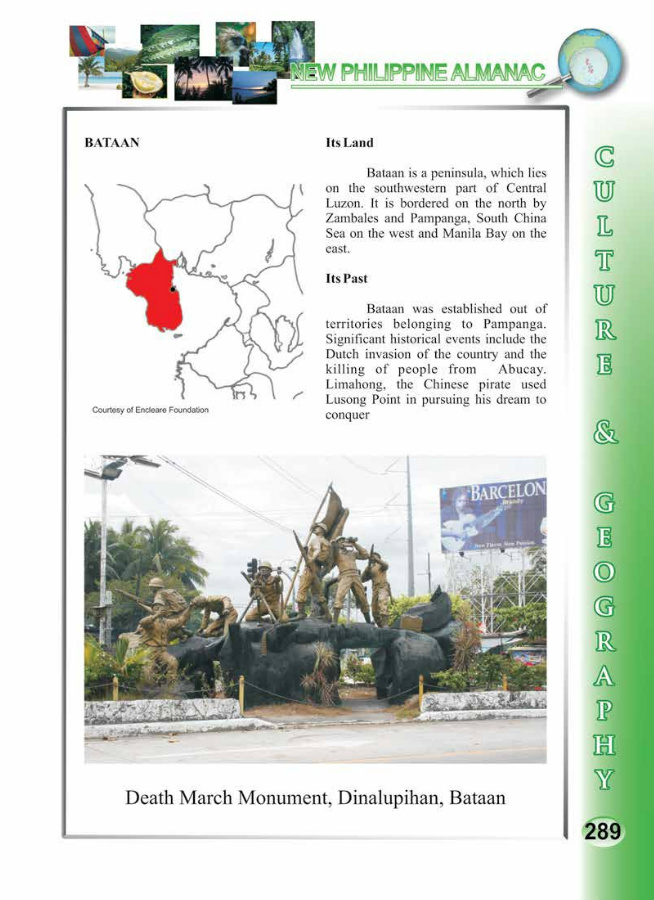 NEW PHILIPPINE ALMANAC
BATAAN
Courtesy of Encleare Foundation
Its Land
Bataan is a peninsula, which lies
on the southwestern part of Central
Luzon. It is bordered on the north by
Zambales and Pampanga, South China
Sea on the west and Manila Bay on the
east.
Its Past
Bataan was established out of
territories belonging to Pampanga.
Significant historical events include the
Dutch invasion of the country and the
killing of people from Abucay.
Limahong, the Chinese pirate used
Lusong Point in pursuing his dream to
conquer
BARCELON
Brandy
Death March Monument, Dinalupihan, Bataan
CULTURE & GEOGRAPHY
289